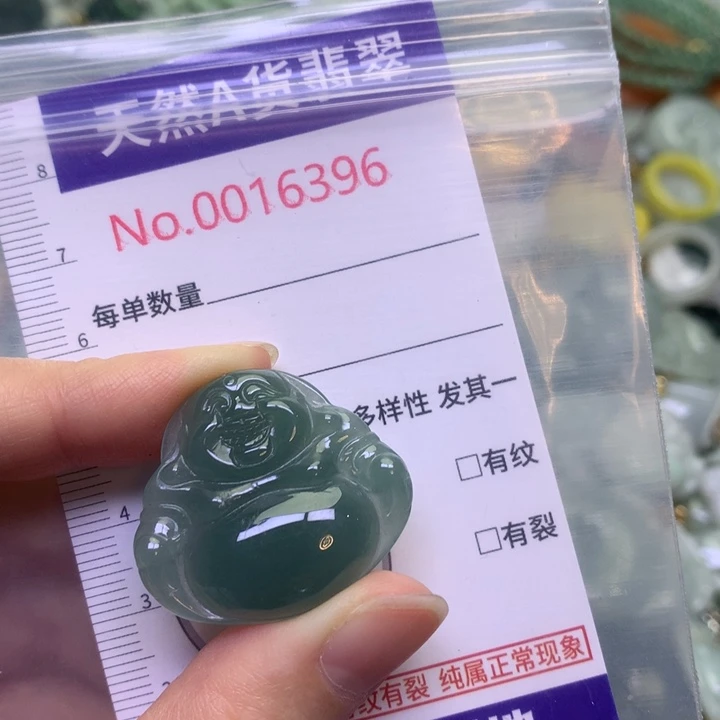 天然A货翡翠
No.0016396
8
7
每单数量
6
多样性 发其一
□有纹
4
□有裂
3
纹有裂 纯属正常现象